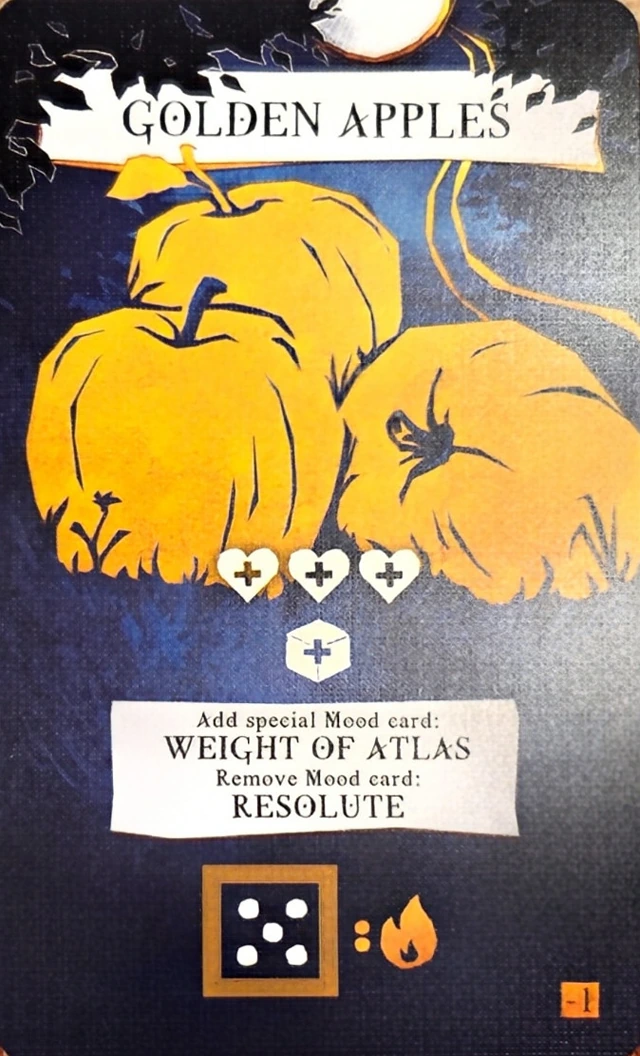 GOLDEN APPLES
Add special Mood card:
WEIGHT OF ATLAS
Remove Mood card:
RESOLUTE
:
-1